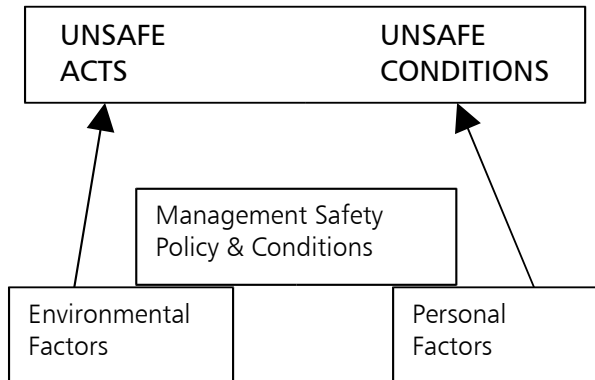 UNSAFE
ACTS
UNSAFE
CONDITIONS
Management Safety
Policy & Conditions
Environmental
Factors
Personal
Factors